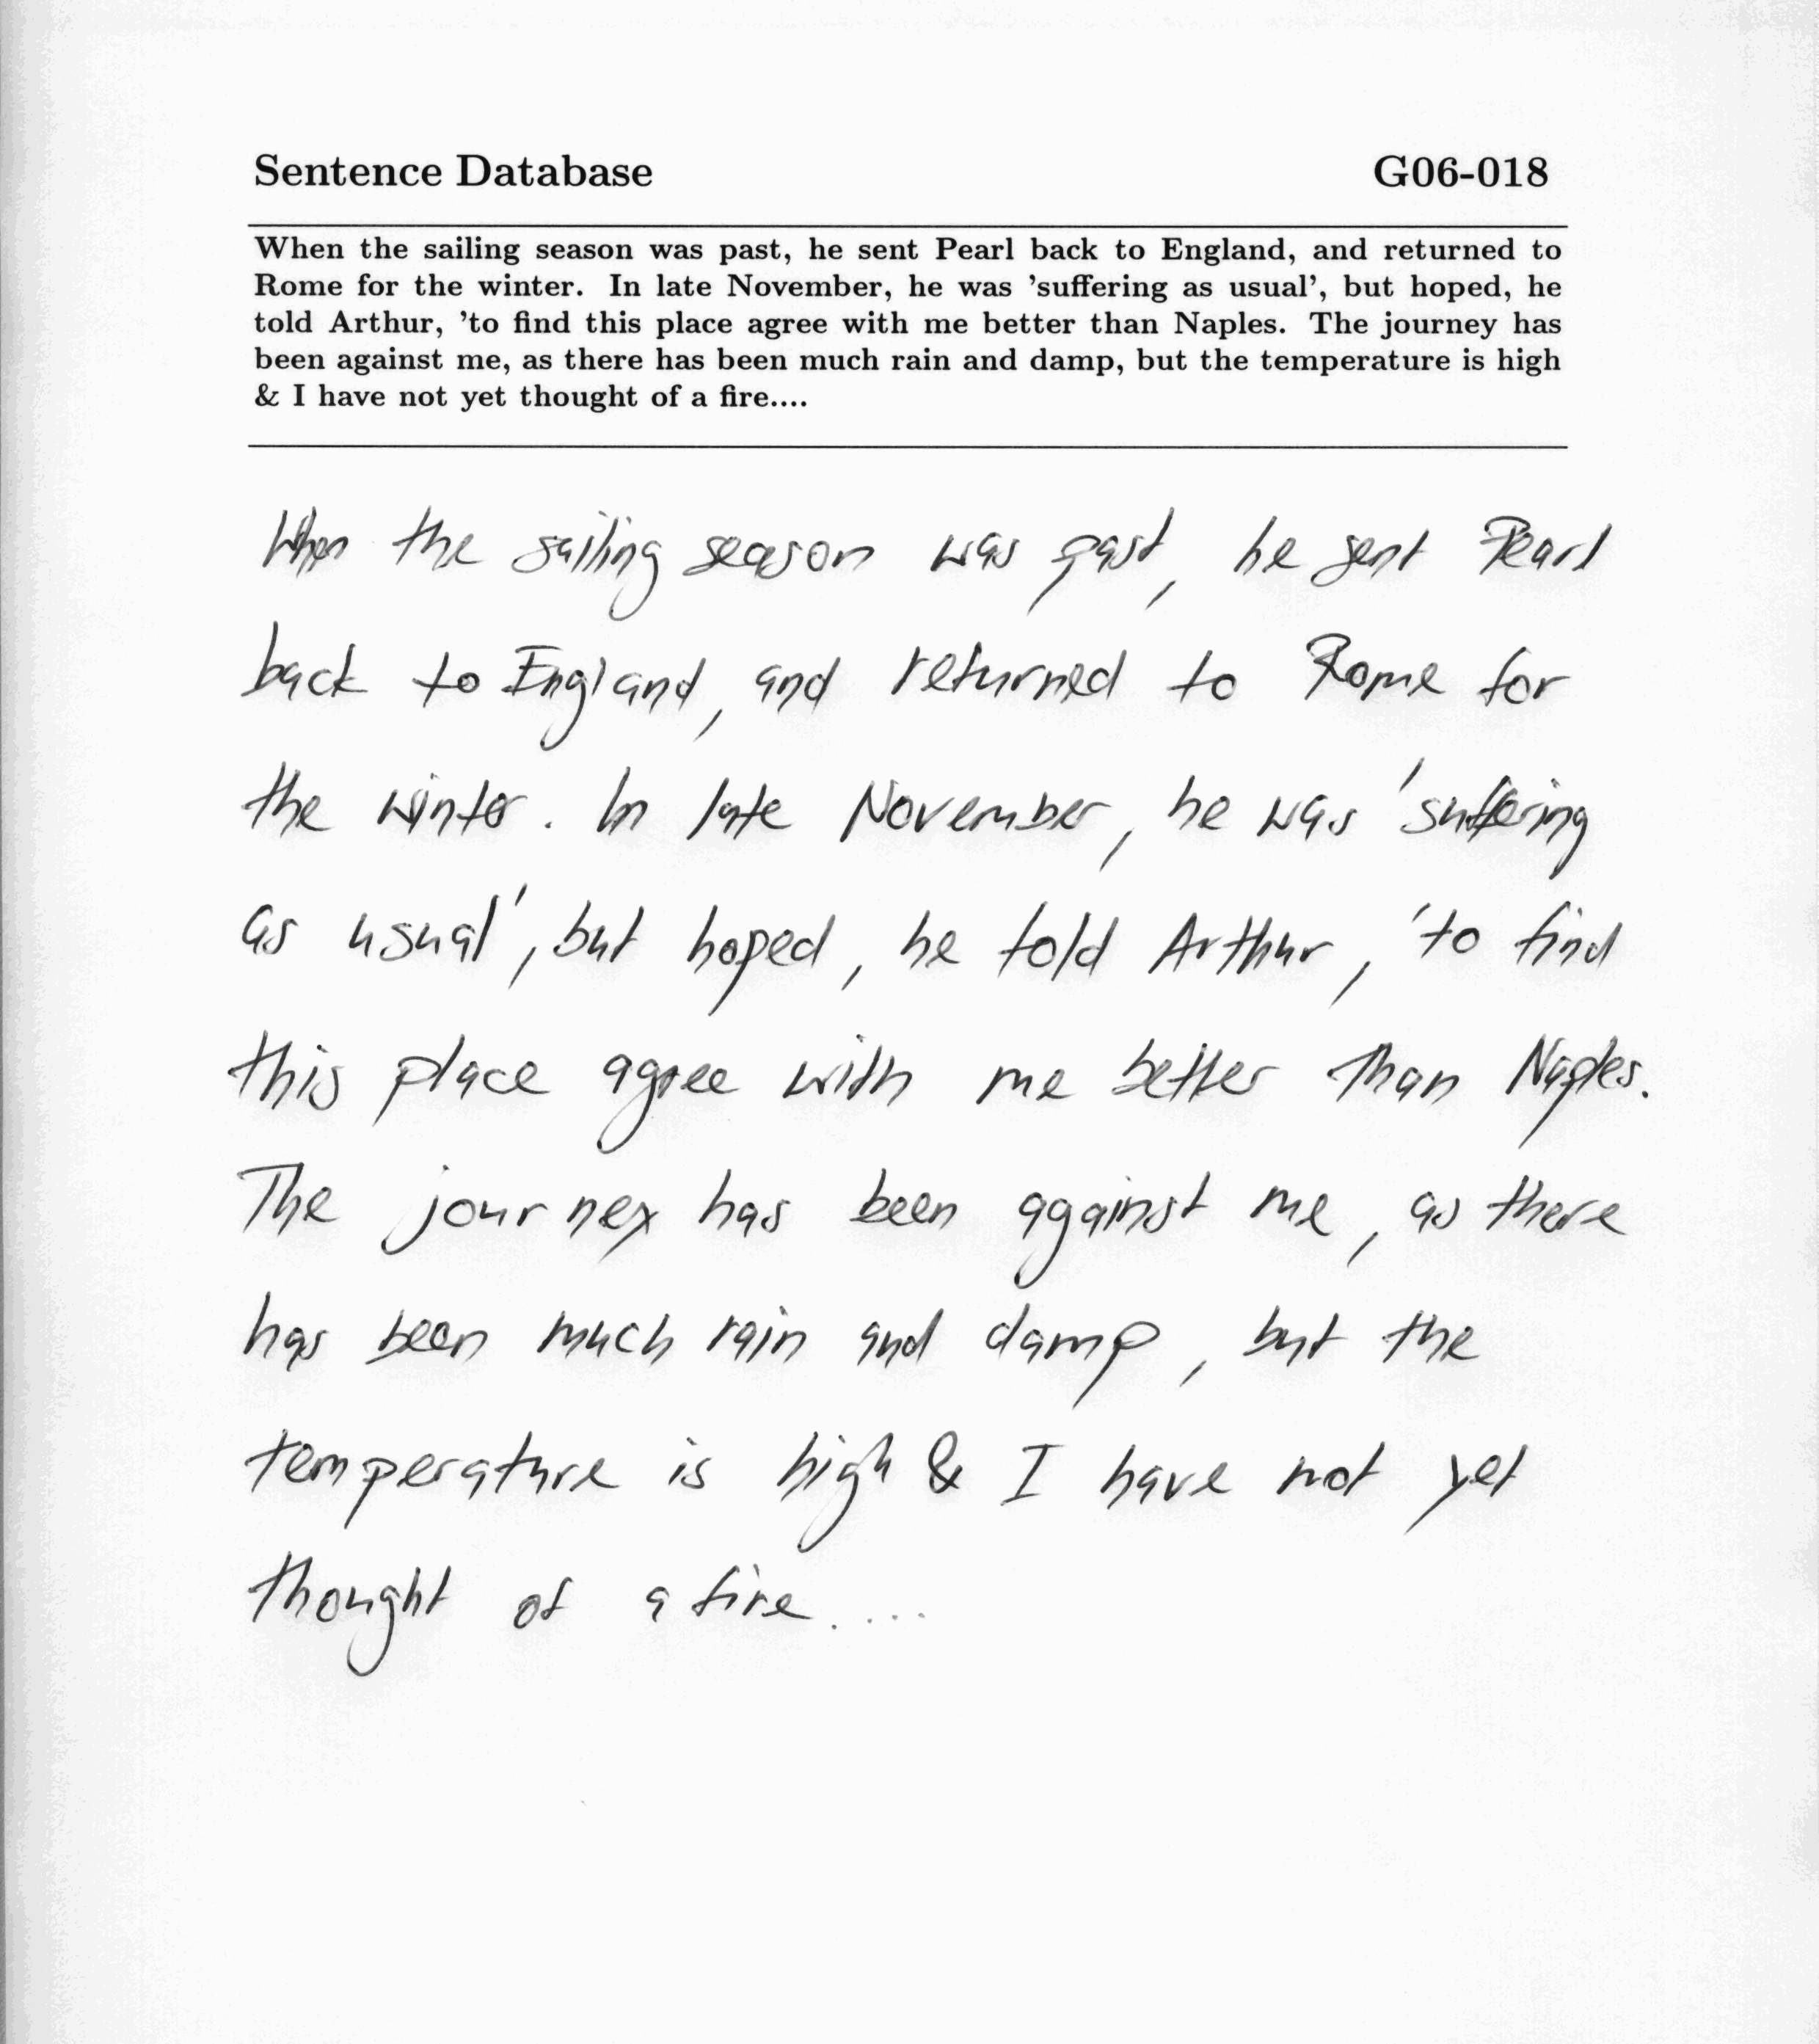 Sentence Database G06-018
When the sailing season was past, he sent Pearl back to England, and returned to
Rome for the winter. In late November, he was 'suffering as usual', but hoped, he
told Arthur, 'to find this place agree with me better than Naples. The journey has
been against me, as there has been much rain and damp, but the temperature is high
& I have not yet thought of a fire....
When the sailing season was past, he sent Pearl
back to England, and returned to Rome for
the winter. In late November, he was 'suffering
as usual', but hoped, he told Arthur, 'to find
this place agree with me better than Naples.
The journey has been against me, as there
has been much rain and damp, but the
temperature is high & I have not yet
thought of a fire....